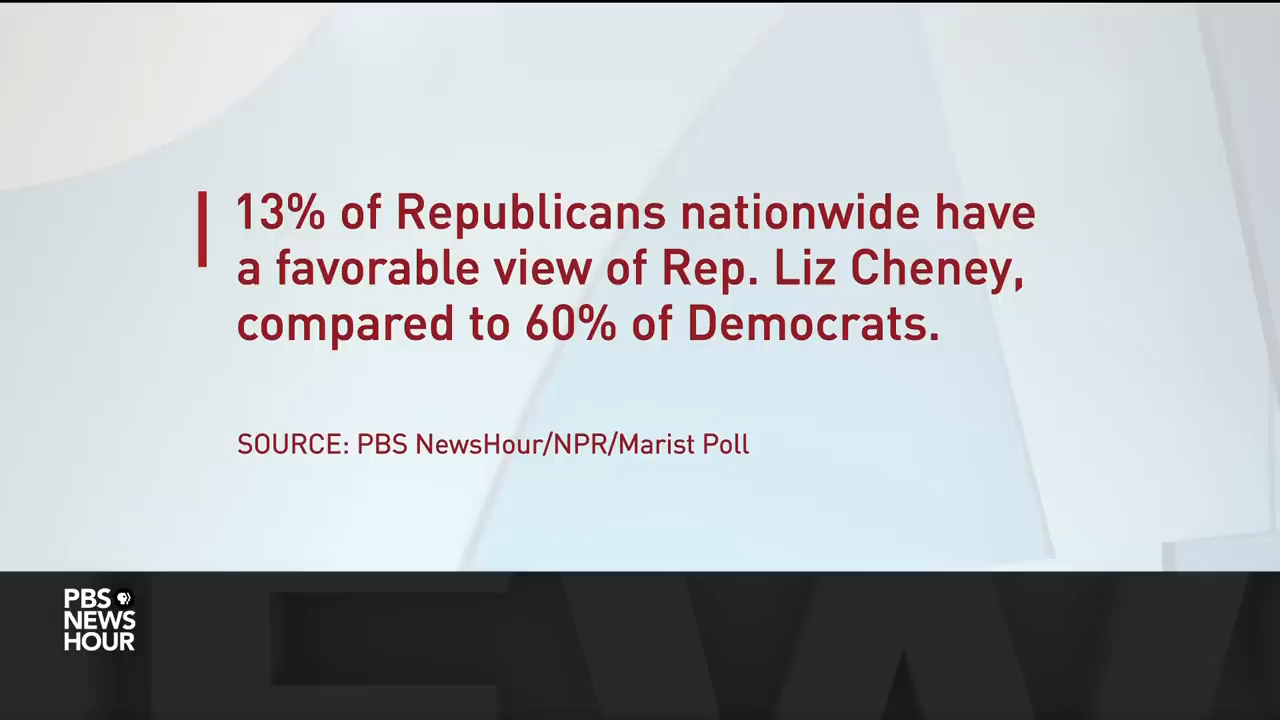 13% of Republicans nationwide have
a favorable view of Rep. Liz Cheney,
compared to 60% of Democrats.
SOURCE: PBS NewsHour/NPR/Marist Poll
PBS
NEWS
HOUR